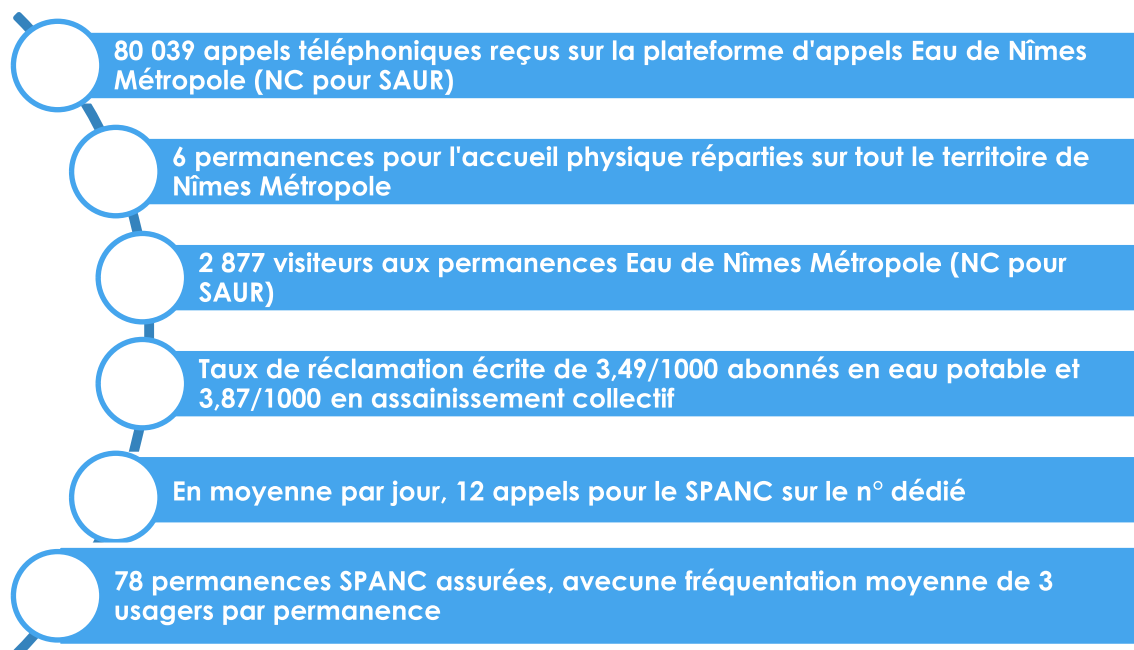 80 039 appels téléphoniques reçus sur la plateforme d'appels Eau de Nîmes
Métropole (NC pour SAUR)
6 permanences pour l'accueil physique réparties sur tout le territoire de
Nîmes Métropole
2 877 visiteurs aux permanences Eau de Nîmes Métropole (NC pour
SAUR)
Taux de réclamation écrite de 3,49/1000 abonnés en eau potable et
3,87/1000 en assainissement collectif
En moyenne par jour, 12 appels pour le SPANC sur le n° dédié
78 permanences SPANC assurées, avecune fréquentation moyenne de 3
usagers par permanence